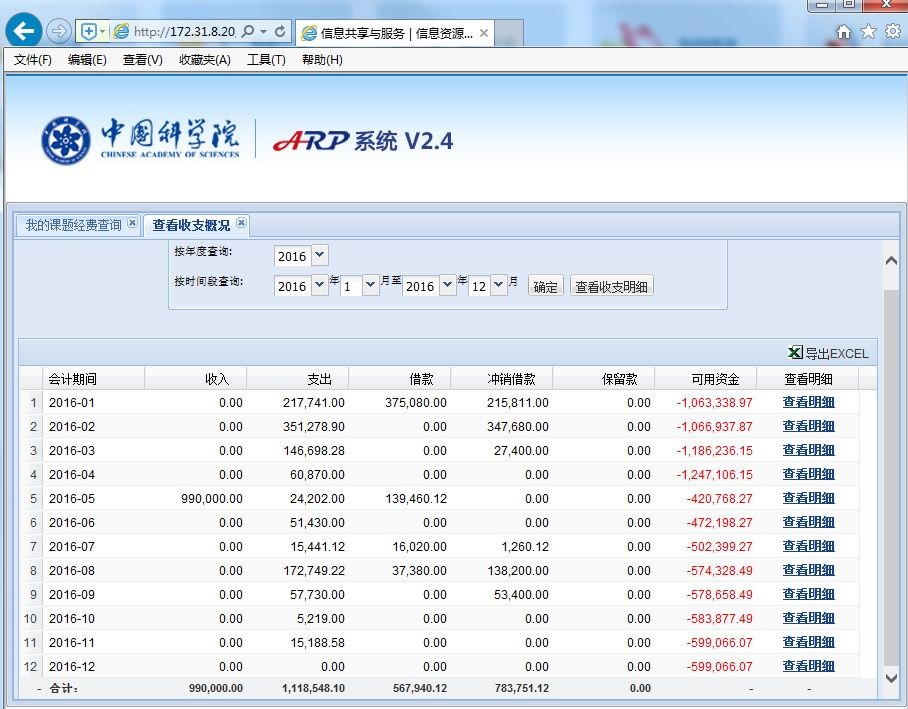 http://172.31.8.20
信息共享与服务 | 信息资源...
文件(F) 编辑(E) 查看(V) 收藏夹(A) 工具(T) 帮助(H)
中国科学院
CHINESE ACADEMY OF SCIENCES
ARP 系统 V2.4
我的课题经费查询 查看收支概况
按年度查询: 2016
按时间段查询: 2016 年 1 月至 2016 年 12 月 确定 查看收支明细
导出EXCEL
会计期间 收入 支出 借款 冲销借款 保留款 可用资金 查看明细
1 2016-01 0.00 217,741.00 375,080.00 215,811.00 0.00 -1,063,338.97 查看明细
2 2016-02 0.00 351,278.90 0.00 347,680.00 0.00 -1,066,937.87 查看明细
3 2016-03 0.00 146,698.28 0.00 27,400.00 0.00 -1,186,236.15 查看明细
4 2016-04 0.00 60,870.00 0.00 0.00 0.00 -1,247,106.15 查看明细
5 2016-05 990,000.00 24,202.00 139,460.12 0.00 0.00 -420,768.27 查看明细
6 2016-06 0.00 51,430.00 0.00 0.00 0.00 -472,198.27 查看明细
7 2016-07 0.00 15,441.12 16,020.00 1,260.12 0.00 -502,399.27 查看明细
8 2016-08 0.00 172,749.22 37,380.00 138,200.00 0.00 -574,328.49 查看明细
9 2016-09 0.00 57,730.00 0.00 53,400.00 0.00 -578,658.49 查看明细
10 2016-10 0.00 5,219.00 0.00 0.00 0.00 -583,877.49 查看明细
11 2016-11 0.00 15,188.58 0.00 0.00 0.00 -599,066.07 查看明细
12 2016-12 0.00 0.00 0.00 0.00 0.00 -599,066.07 查看明细
- 合计: 990,000.00 1,118,548.10 567,940.12 783,751.12 0.00 - -